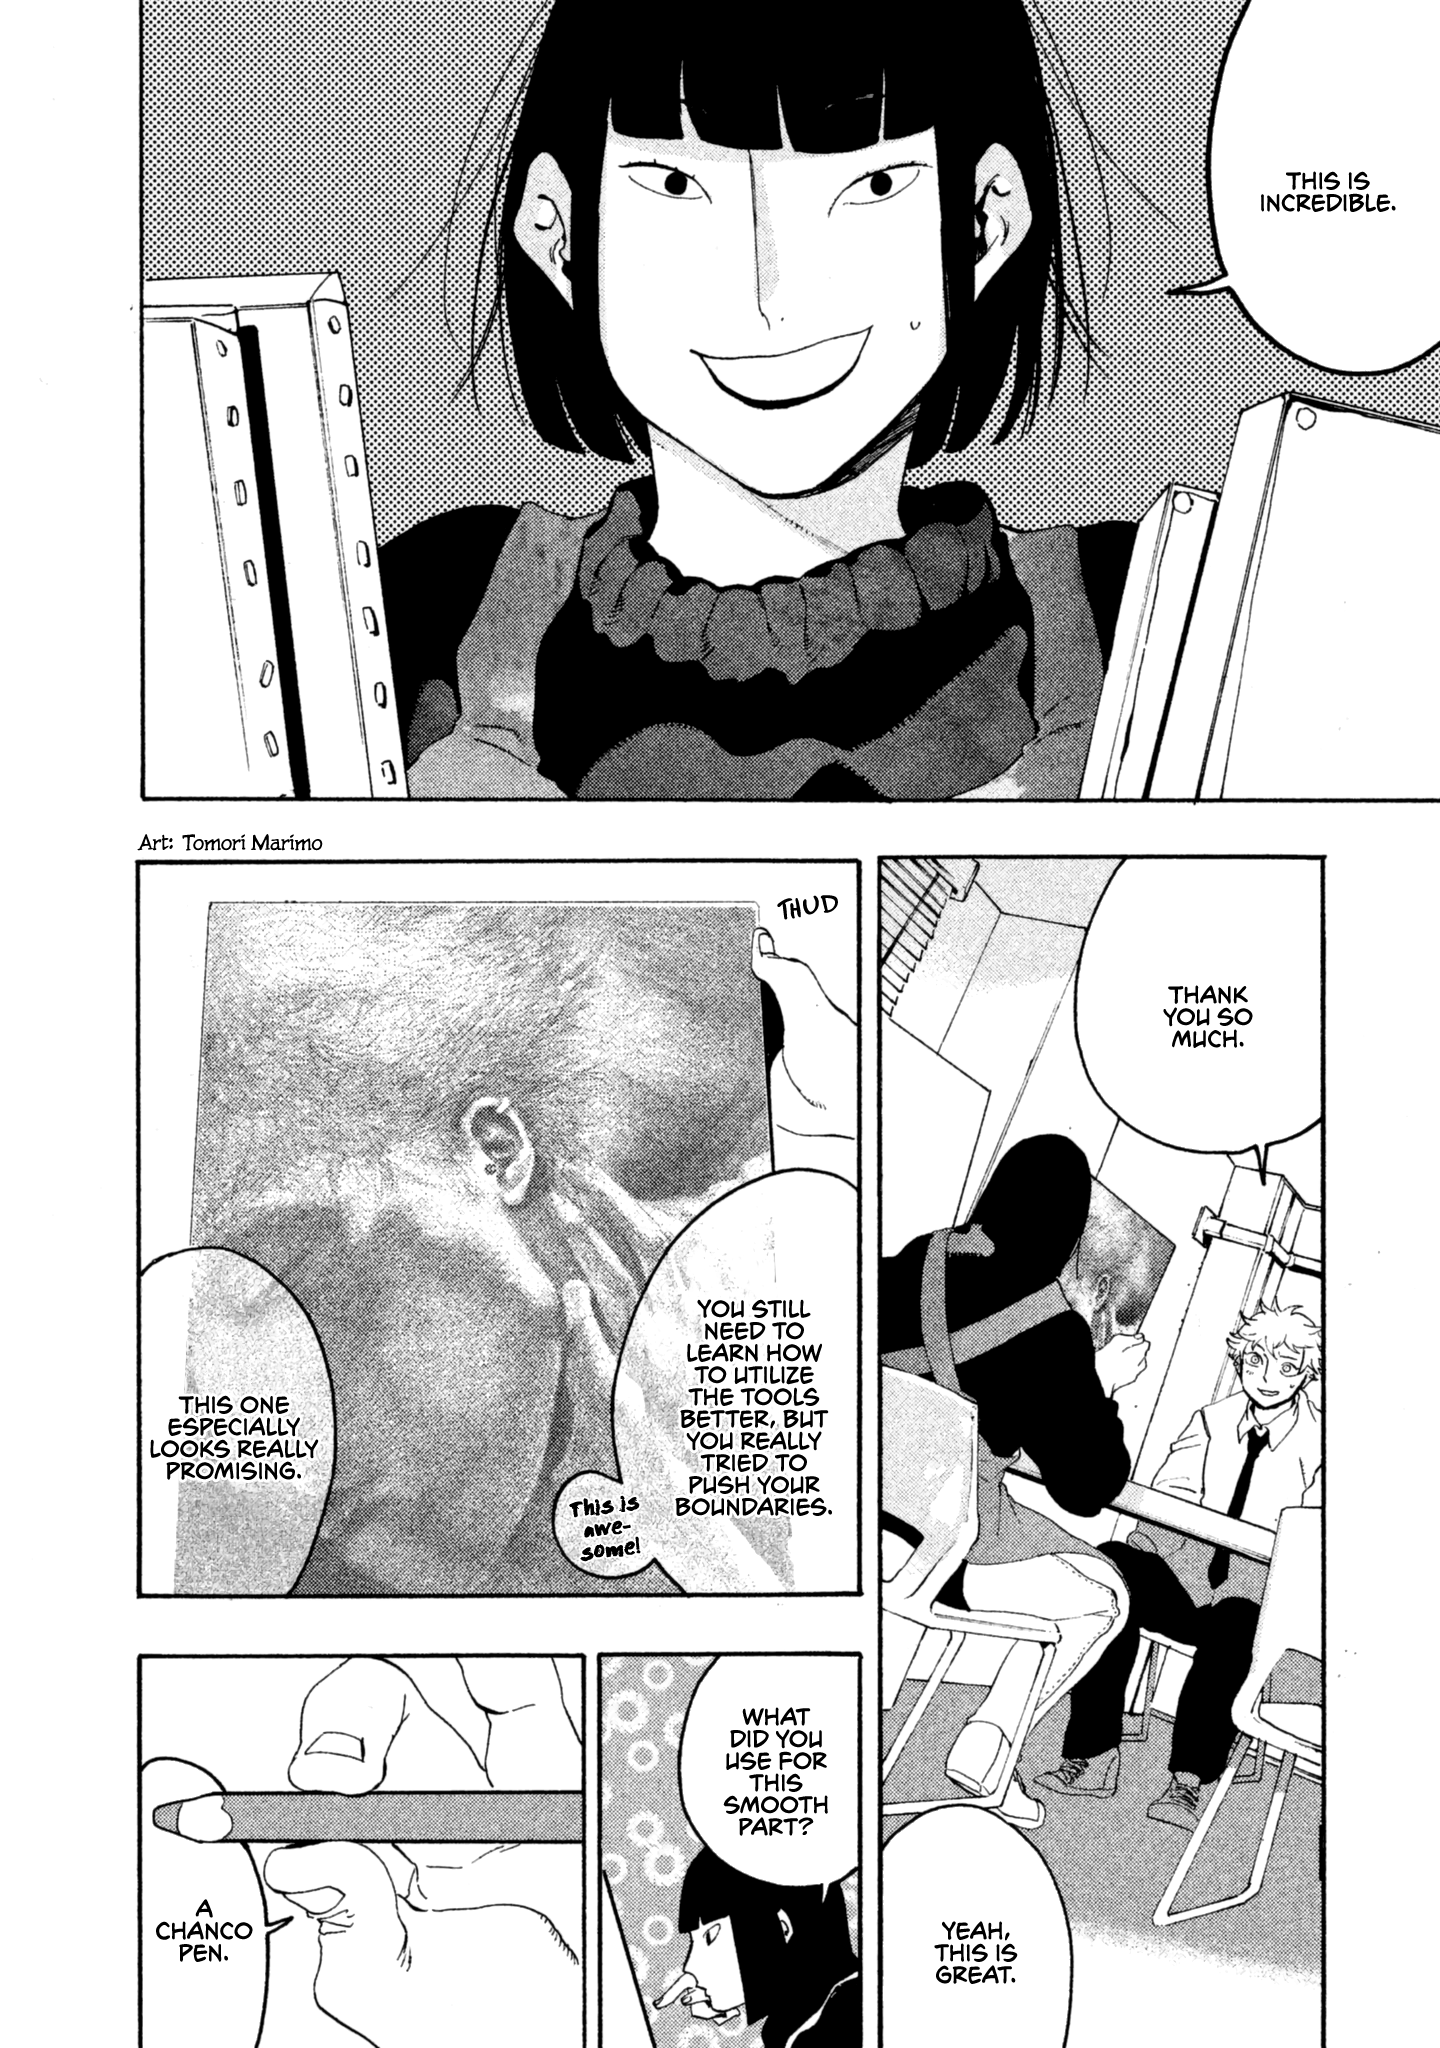 THIS IS
INCREDIBLE.
Art: Tomori Marimo
THANK
YOU SO
MUCH.
YEAH,
THIS IS
GREAT.
THUD
YOU STILL
NEED TO
LEARN HOW
TO UTILIZE
THE TOOLS
BETTER, BUT
YOU REALLY
TRIED TO
PUSH YOUR
BOUNDARIES.
This is
awe-
some!
THIS ONE
ESPECIALLY
LOOKS REALLY
PROMISING.
WHAT
DID YOU
USE FOR
THIS
SMOOTH
PART?
A
CHANCO
PEN.